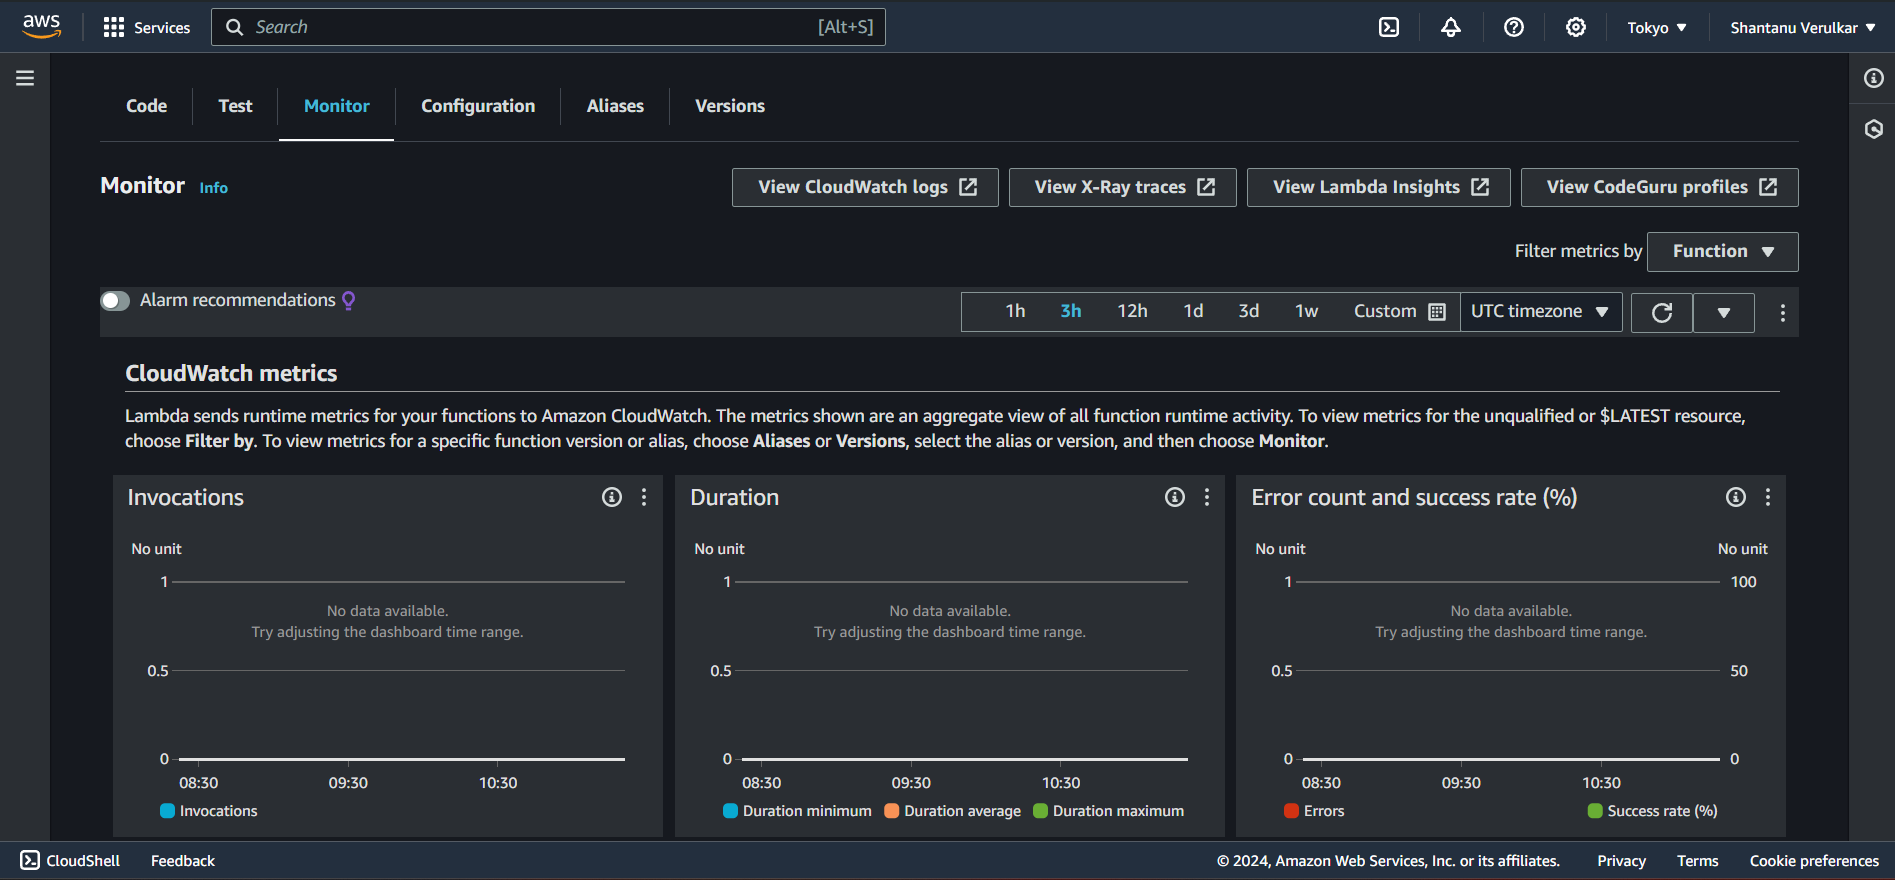 aws Services Search [Alt+S] Tokyo Shantanu Verulkar
Code Test Monitor Configuration Aliases Versions
Monitor Info View CloudWatch logs View X-Ray traces View Lambda Insights View CodeGuru profiles
Filter metrics by Function
Alarm recommendations 1h 3h 12h 1d 3d 1w Custom UTC timezone
CloudWatch metrics
Lambda sends runtime metrics for your functions to Amazon CloudWatch. The metrics shown are an aggregate view of all function runtime activity. To view metrics for the unqualified or $LATEST resource,
choose Filter by. To view metrics for a specific function version or alias, choose Aliases or Versions, select the alias or version, and then choose Monitor.
Invocations
No unit
1
No data available.
Try adjusting the dashboard time range.
0.5
0
08:30 09:30 10:30
Invocations
Duration
No unit
1
No data available.
Try adjusting the dashboard time range.
0.5
0
08:30 09:30 10:30
Duration minimum Duration average Duration maximum
Error count and success rate (%)
No unit No unit
1 100
No data available.
Try adjusting the dashboard time range.
0.5 50
0 0
08:30 09:30 10:30
Errors Success rate (%)
CloudShell Feedback © 2024, Amazon Web Services, Inc. or its affiliates. Privacy Terms Cookie preferences